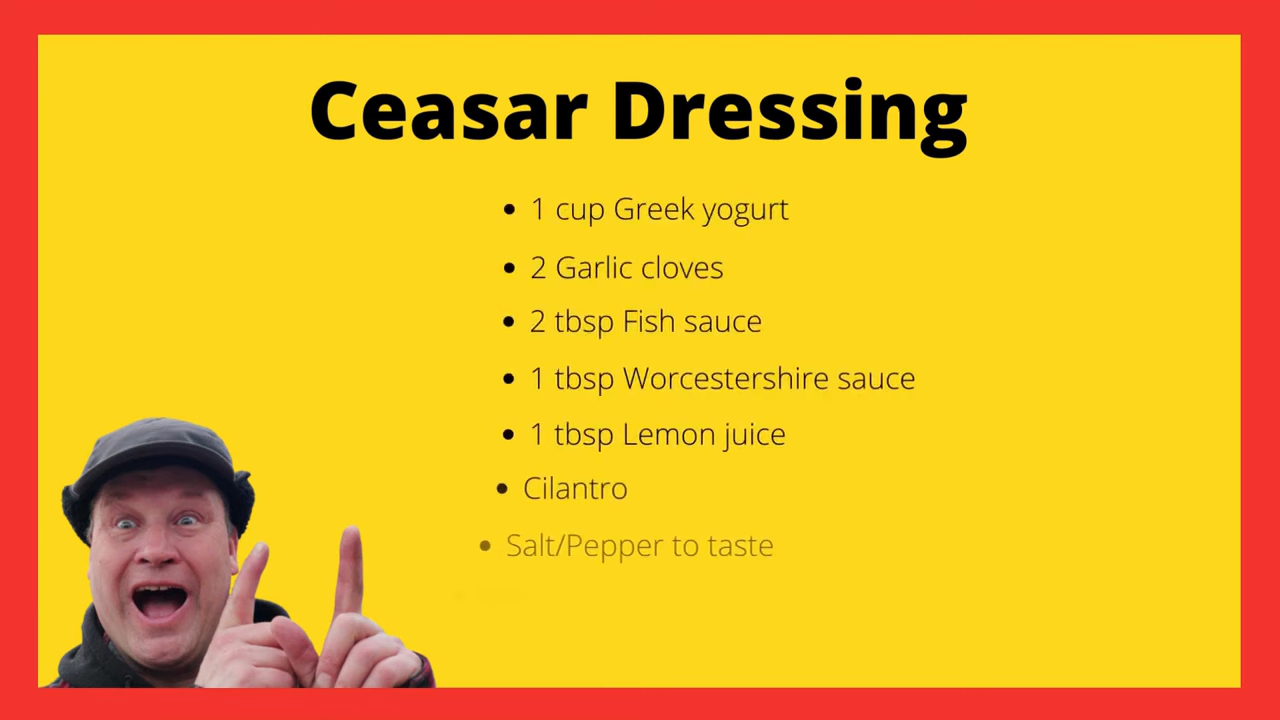 Ceasar Dressing
• 1 cup Greek yogurt
• 2 Garlic cloves
• 2 tbsp Fish sauce
• 1 tbsp Worcestershire sauce
• 1 tbsp Lemon juice
• Cilantro
• Salt/Pepper to taste